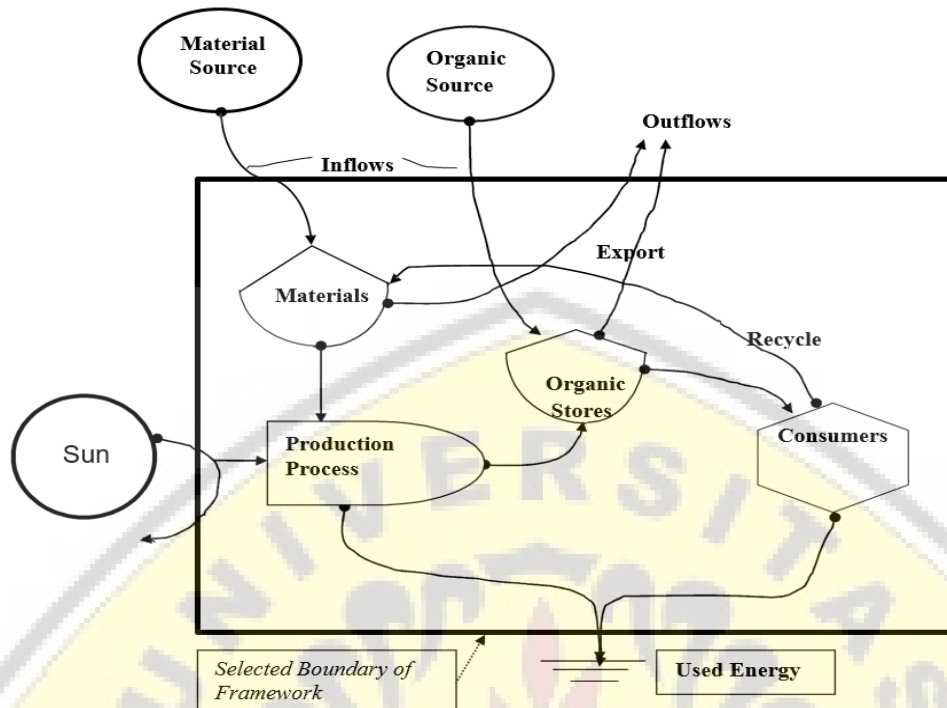 Material
Source
Organic
Source
Outflows
Inflows
Export
Materials
Recycle
Organic
Stores
Consumers
Sun
Production
Process
UNIVERSITA
S
Selected Boundary of
Framework
Used Energy